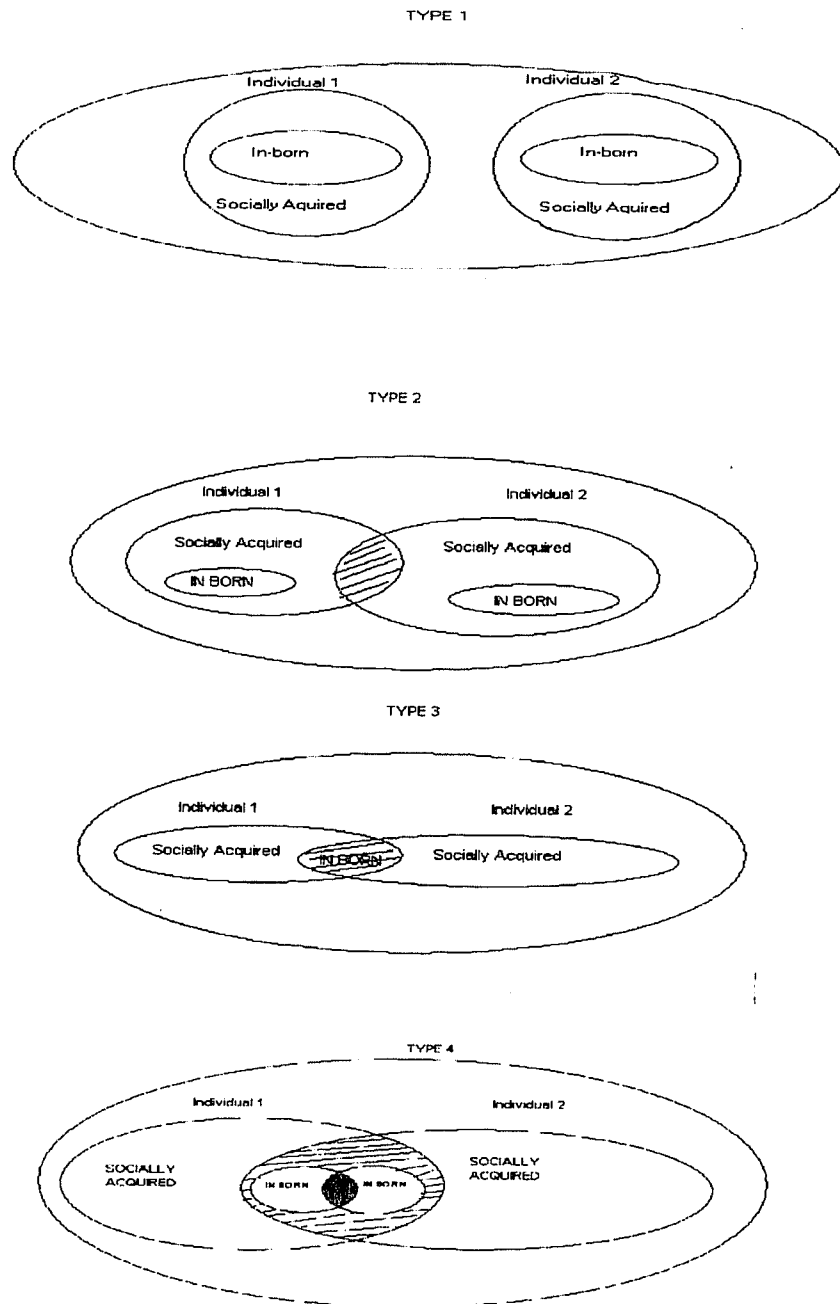 TYPE 1
Individual 1 Individual 2
In-born In-born
Socially Aquired Socially Aquired
TYPE 2
Individual 1 Individual 2
Socially Acquired Socially Acquired
IN BORN IN BORN
TYPE 3
Individual 1 Individual 2
Socially Acquired IN BORN Socially Acquired
TYPE 4
Individual 1 Individual 2
SOCIALLY ACQUIRED SOCIALLY ACQUIRED
IN BORN IN BORN